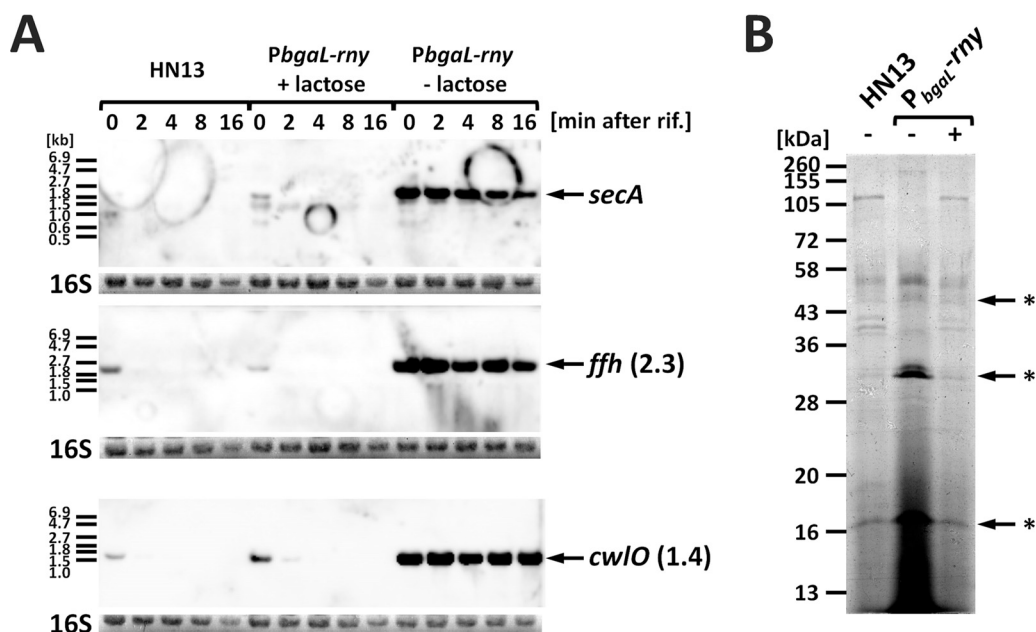 A
HN13
PbgaL-rny
+ lactose
PbgaL-rny
- lactose
0 2 4 8 16 0 2 4 8 16 0 2 4 8 16 [min after rif.]
[kb]
6.9
4.7
2.7
1.8
1.5
1.0
0.6
0.5
secA
16S
6.9
4.7
2.7
1.8
1.5
1.0
ffh (2.3)
16S
6.9
4.7
2.7
1.8
1.5
1.0
cwlO (1.4)
16S
B
HN13
PbgaL-rny
[kDa] - - +
260
155
105
72
58
43
*
36
*
28
20
16
*
13